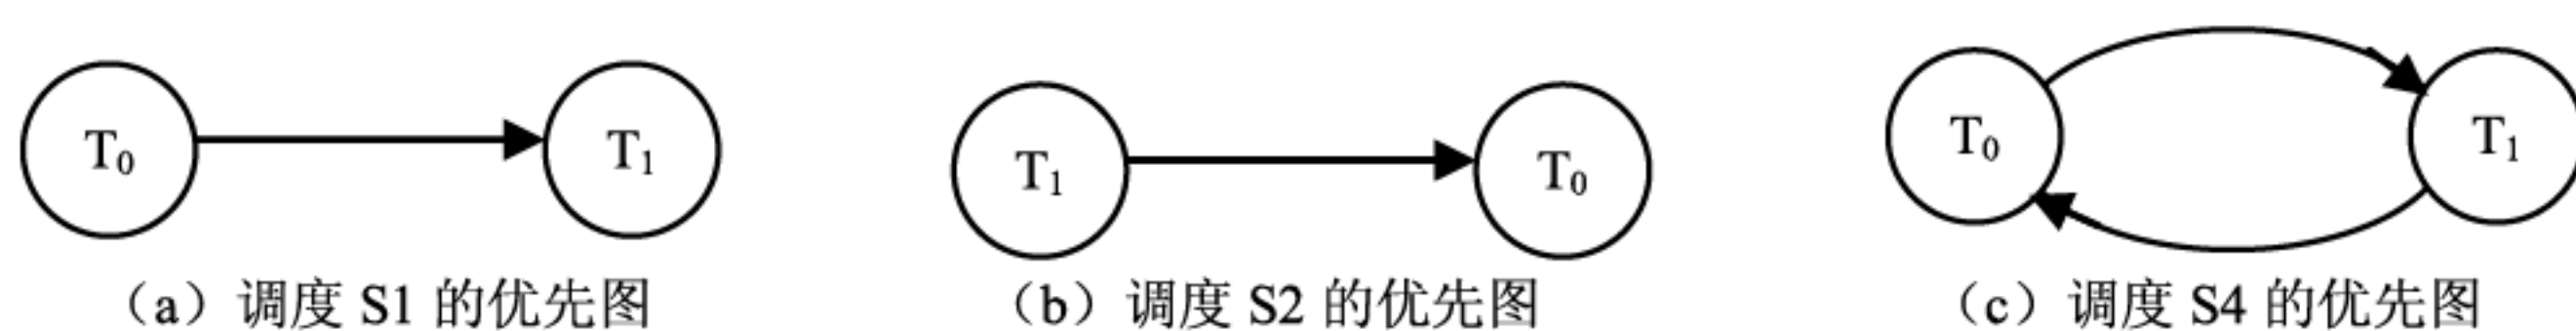 T₀
T₁
T₁
T₀
T₀
T₁
（a）调度 S1 的优先图
（b）调度 S2 的优先图
（c）调度 S4 的优先图